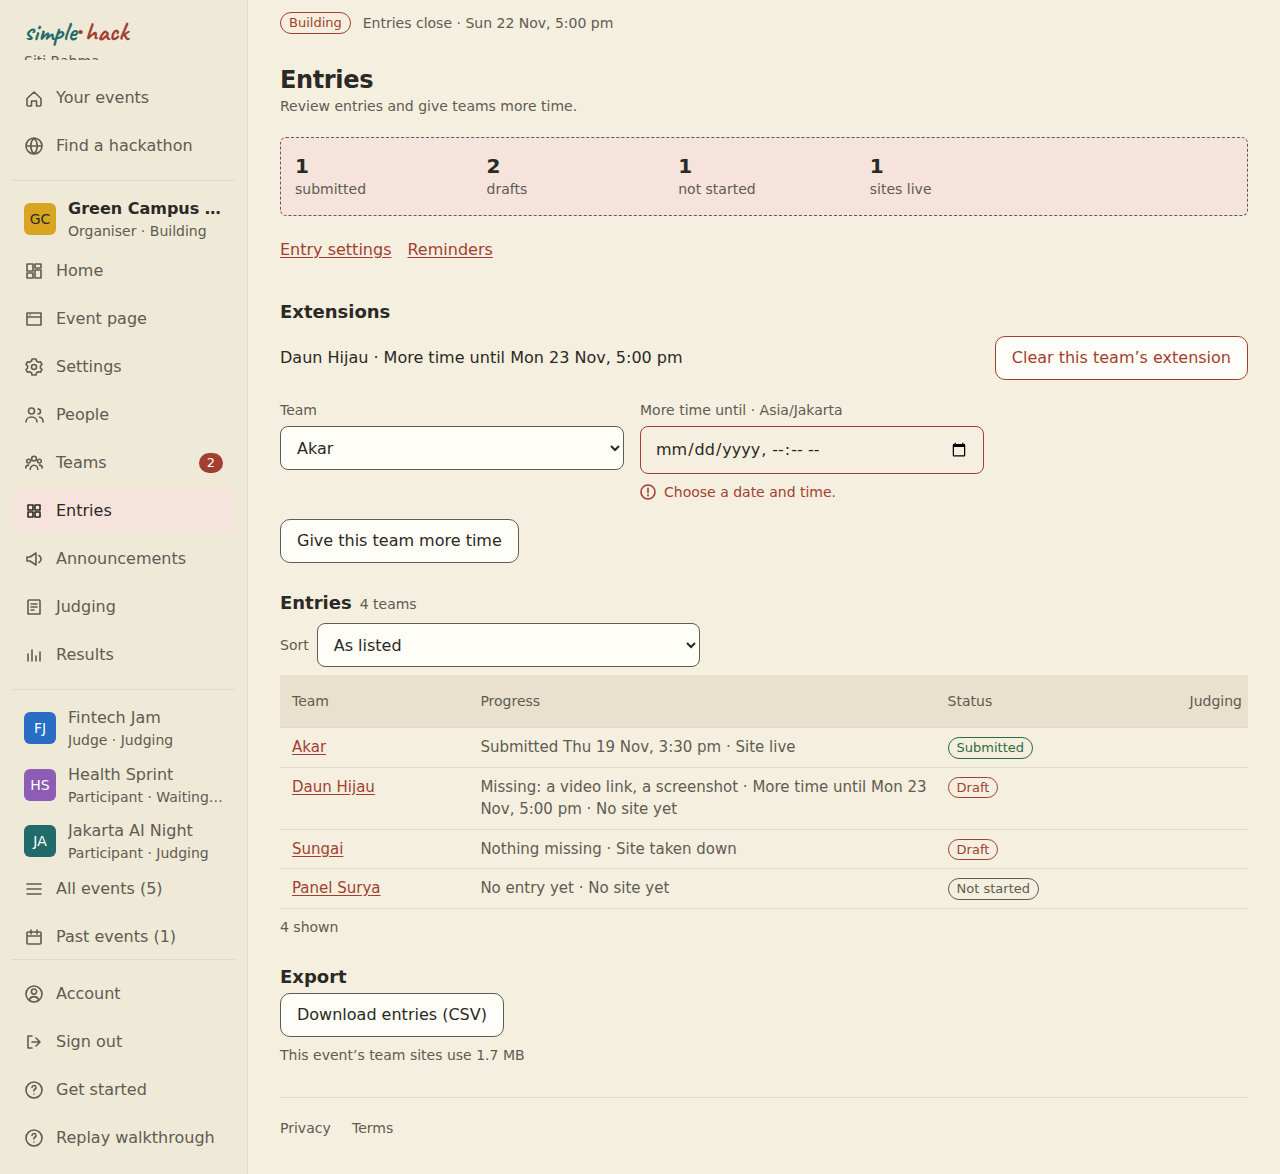 simple·hack
Siti Rahma
Your events
Find a hackathon
GC
Green Campus …
Organiser · Building
Home
Event page
Settings
People
Teams
2
Entries
Announcements
Judging
Results
FJ
Fintech Jam
Judge · Judging
HS
Health Sprint
Participant · Waiting…
JA
Jakarta AI Night
Participant · Judging
All events (5)
Past events (1)
Account
Sign out
Get started
Replay walkthrough
Building
Entries close · Sun 22 Nov, 5:00 pm
Entries
Review entries and give teams more time.
1
submitted
2
drafts
1
not started
1
sites live
Entry settings
Reminders
Extensions
Daun Hijau · More time until Mon 23 Nov, 5:00 pm
Clear this team’s extension
Team
Akar
More time until · Asia/Jakarta
mm/dd/yyyy, --:-- --
Choose a date and time.
Give this team more time
Entries 4 teams
Sort
As listed
Team Progress Status Judging
Akar Submitted Thu 19 Nov, 3:30 pm · Site live Submitted
Daun Hijau Missing: a video link, a screenshot · More time until Mon 23 Draft
Nov, 5:00 pm · No site yet
Sungai Nothing missing · Site taken down Draft
Panel Surya No entry yet · No site yet Not started
4 shown
Export
Download entries (CSV)
This event’s team sites use 1.7 MB
Privacy
Terms